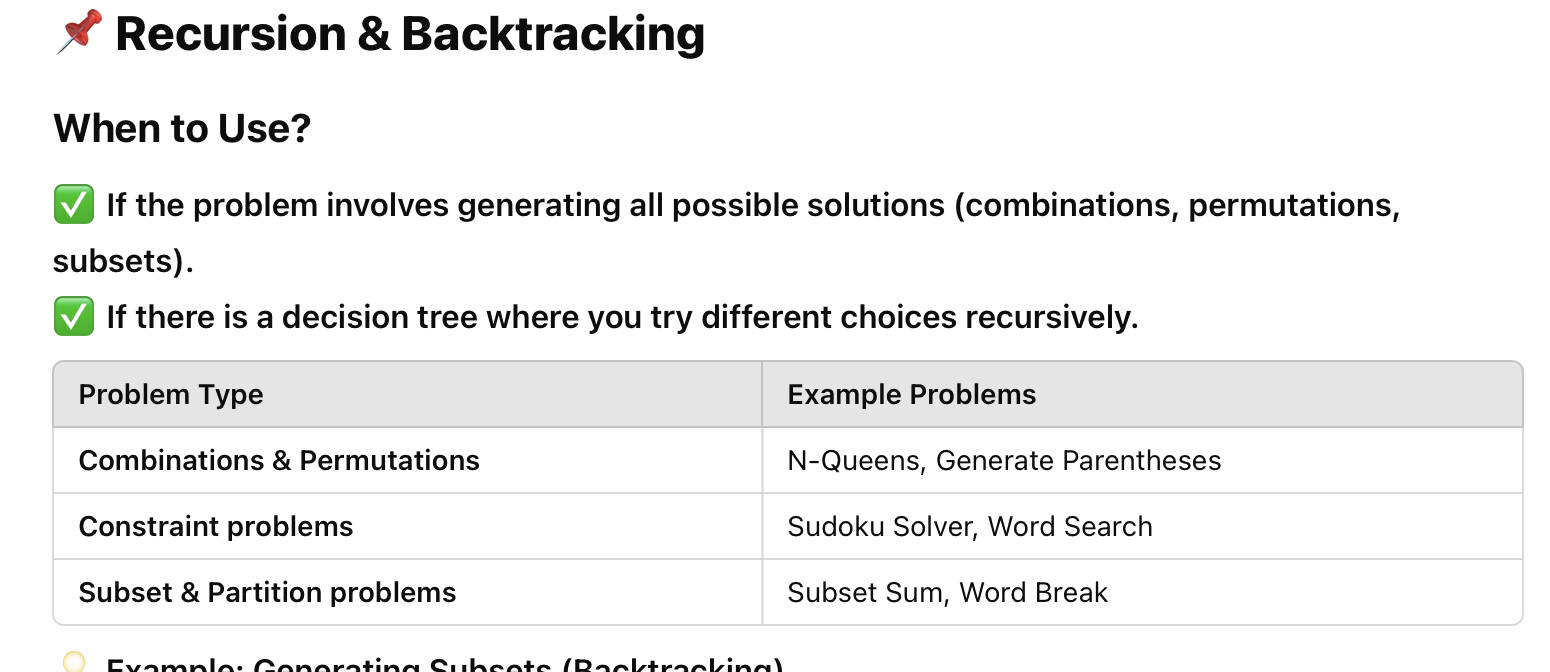 📌 Recursion & Backtracking
When to Use?
✅ If the problem involves generating all possible solutions (combinations, permutations,
subsets).
✅ If there is a decision tree where you try different choices recursively.
Problem Type Example Problems
Combinations & Permutations N-Queens, Generate Parentheses
Constraint problems Sudoku Solver, Word Search
Subset & Partition problems Subset Sum, Word Break
💡 Example: Generating Subsets (Backtracking)